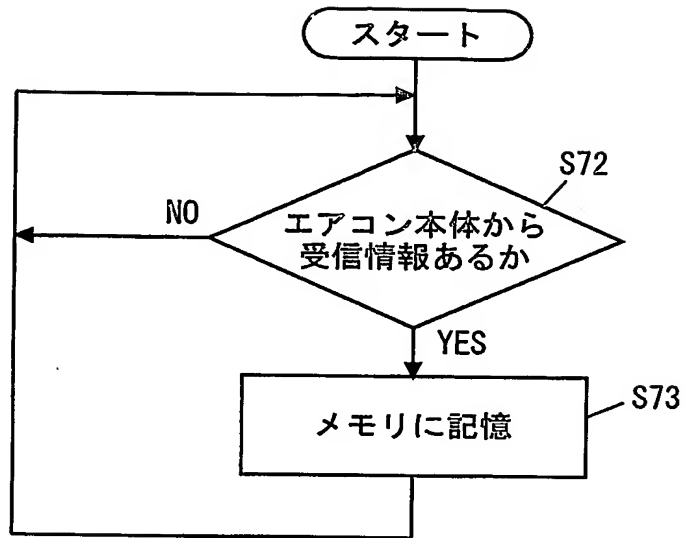 スタート
S72
NO
エアコン本体から
受信情報あるか
YES
S73
メモリに記憶